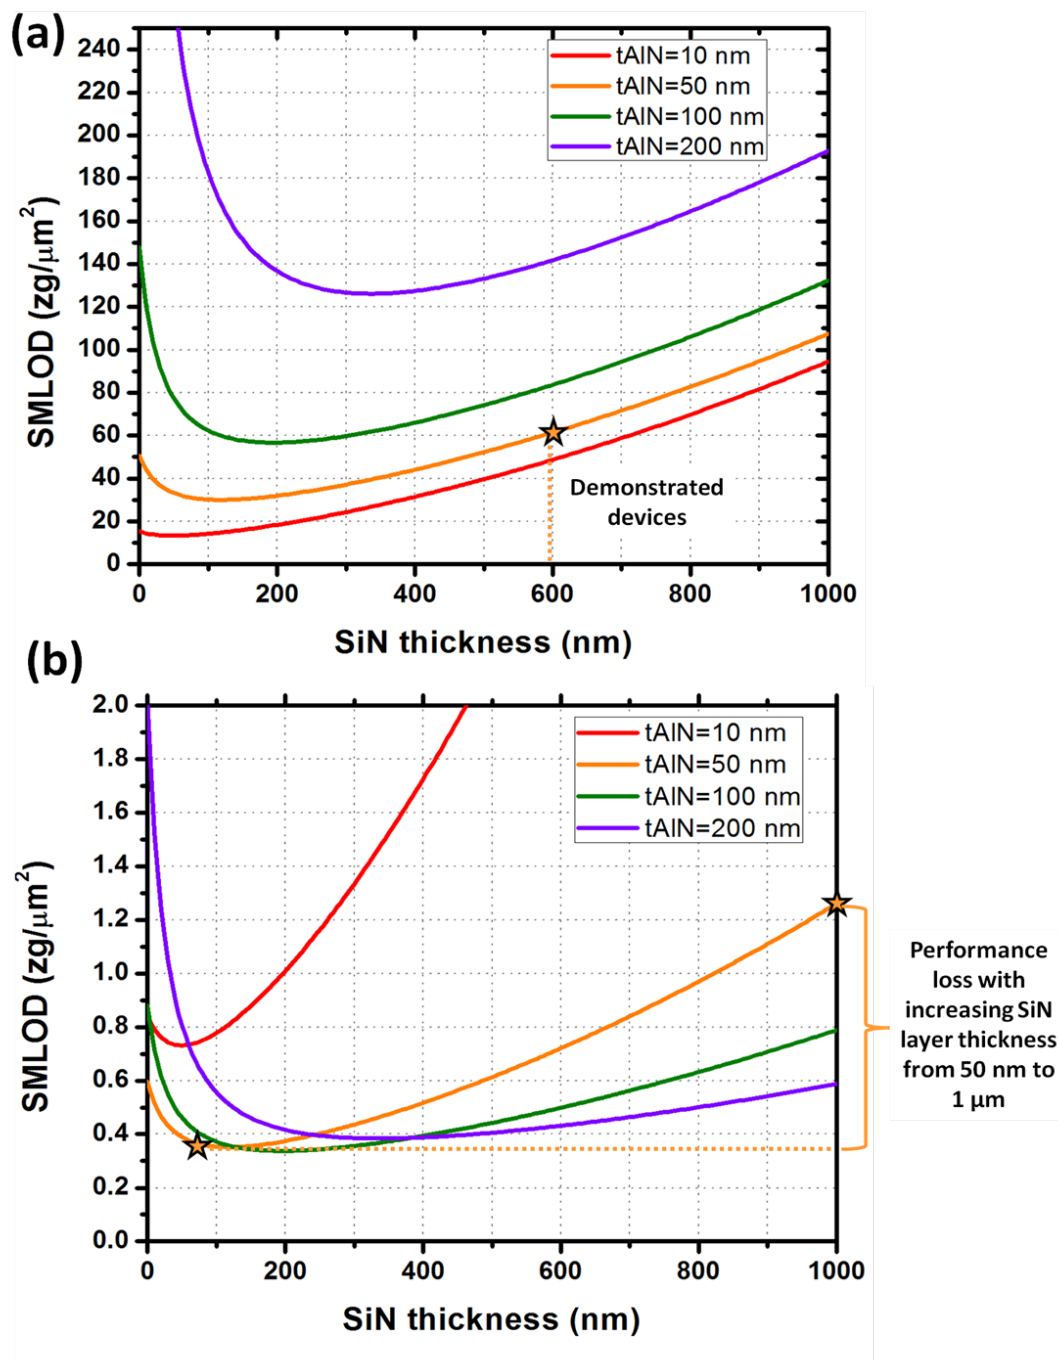 (a)
240
220
200
180
160
140
120
100
80
60
40
20
0
SMLOD (zg/μm²)
tAlN=10 nm
tAlN=50 nm
tAlN=100 nm
tAlN=200 nm
Demonstrated
devices
0 200 400 600 800 1000
SiN thickness (nm)
(b)
2.0
1.8
1.6
1.4
1.2
1.0
0.8
0.6
0.4
0.2
0.0
SMLOD (zg/μm²)
tAlN=10 nm
tAlN=50 nm
tAlN=100 nm
tAlN=200 nm
Performance
loss with
increasing SiN
layer thickness
from 50 nm to
1 μm
0 200 400 600 800 1000
SiN thickness (nm)